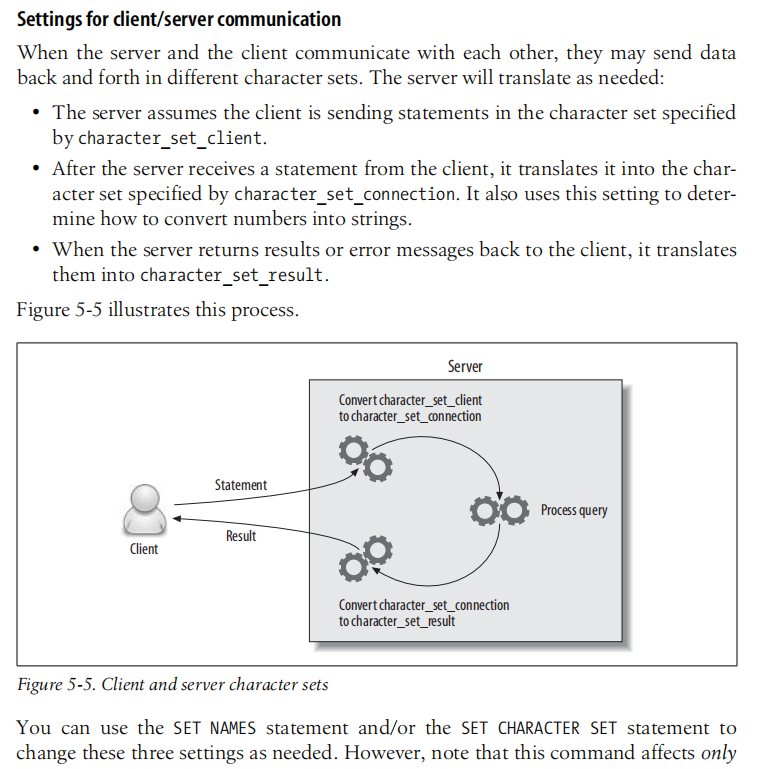 Settings for client/server communication
When the server and the client communicate with each other, they may send data
back and forth in different character sets. The server will translate as needed:
• The server assumes the client is sending statements in the character set specified
by character_set_client.
• After the server receives a statement from the client, it translates it into the char-
acter set specified by character_set_connection. It also uses this setting to deter-
mine how to convert numbers into strings.
• When the server returns results or error messages back to the client, it translates
them into character_set_result.
Figure 5-5 illustrates this process.
Server
Convert character_set_client
to character_set_connection
Statement
Process query
Result
Client
Convert character_set_connection
to character_set_result
Figure 5-5. Client and server character sets
You can use the SET NAMES statement and/or the SET CHARACTER SET statement to
change these three settings as needed. However, note that this command affects only